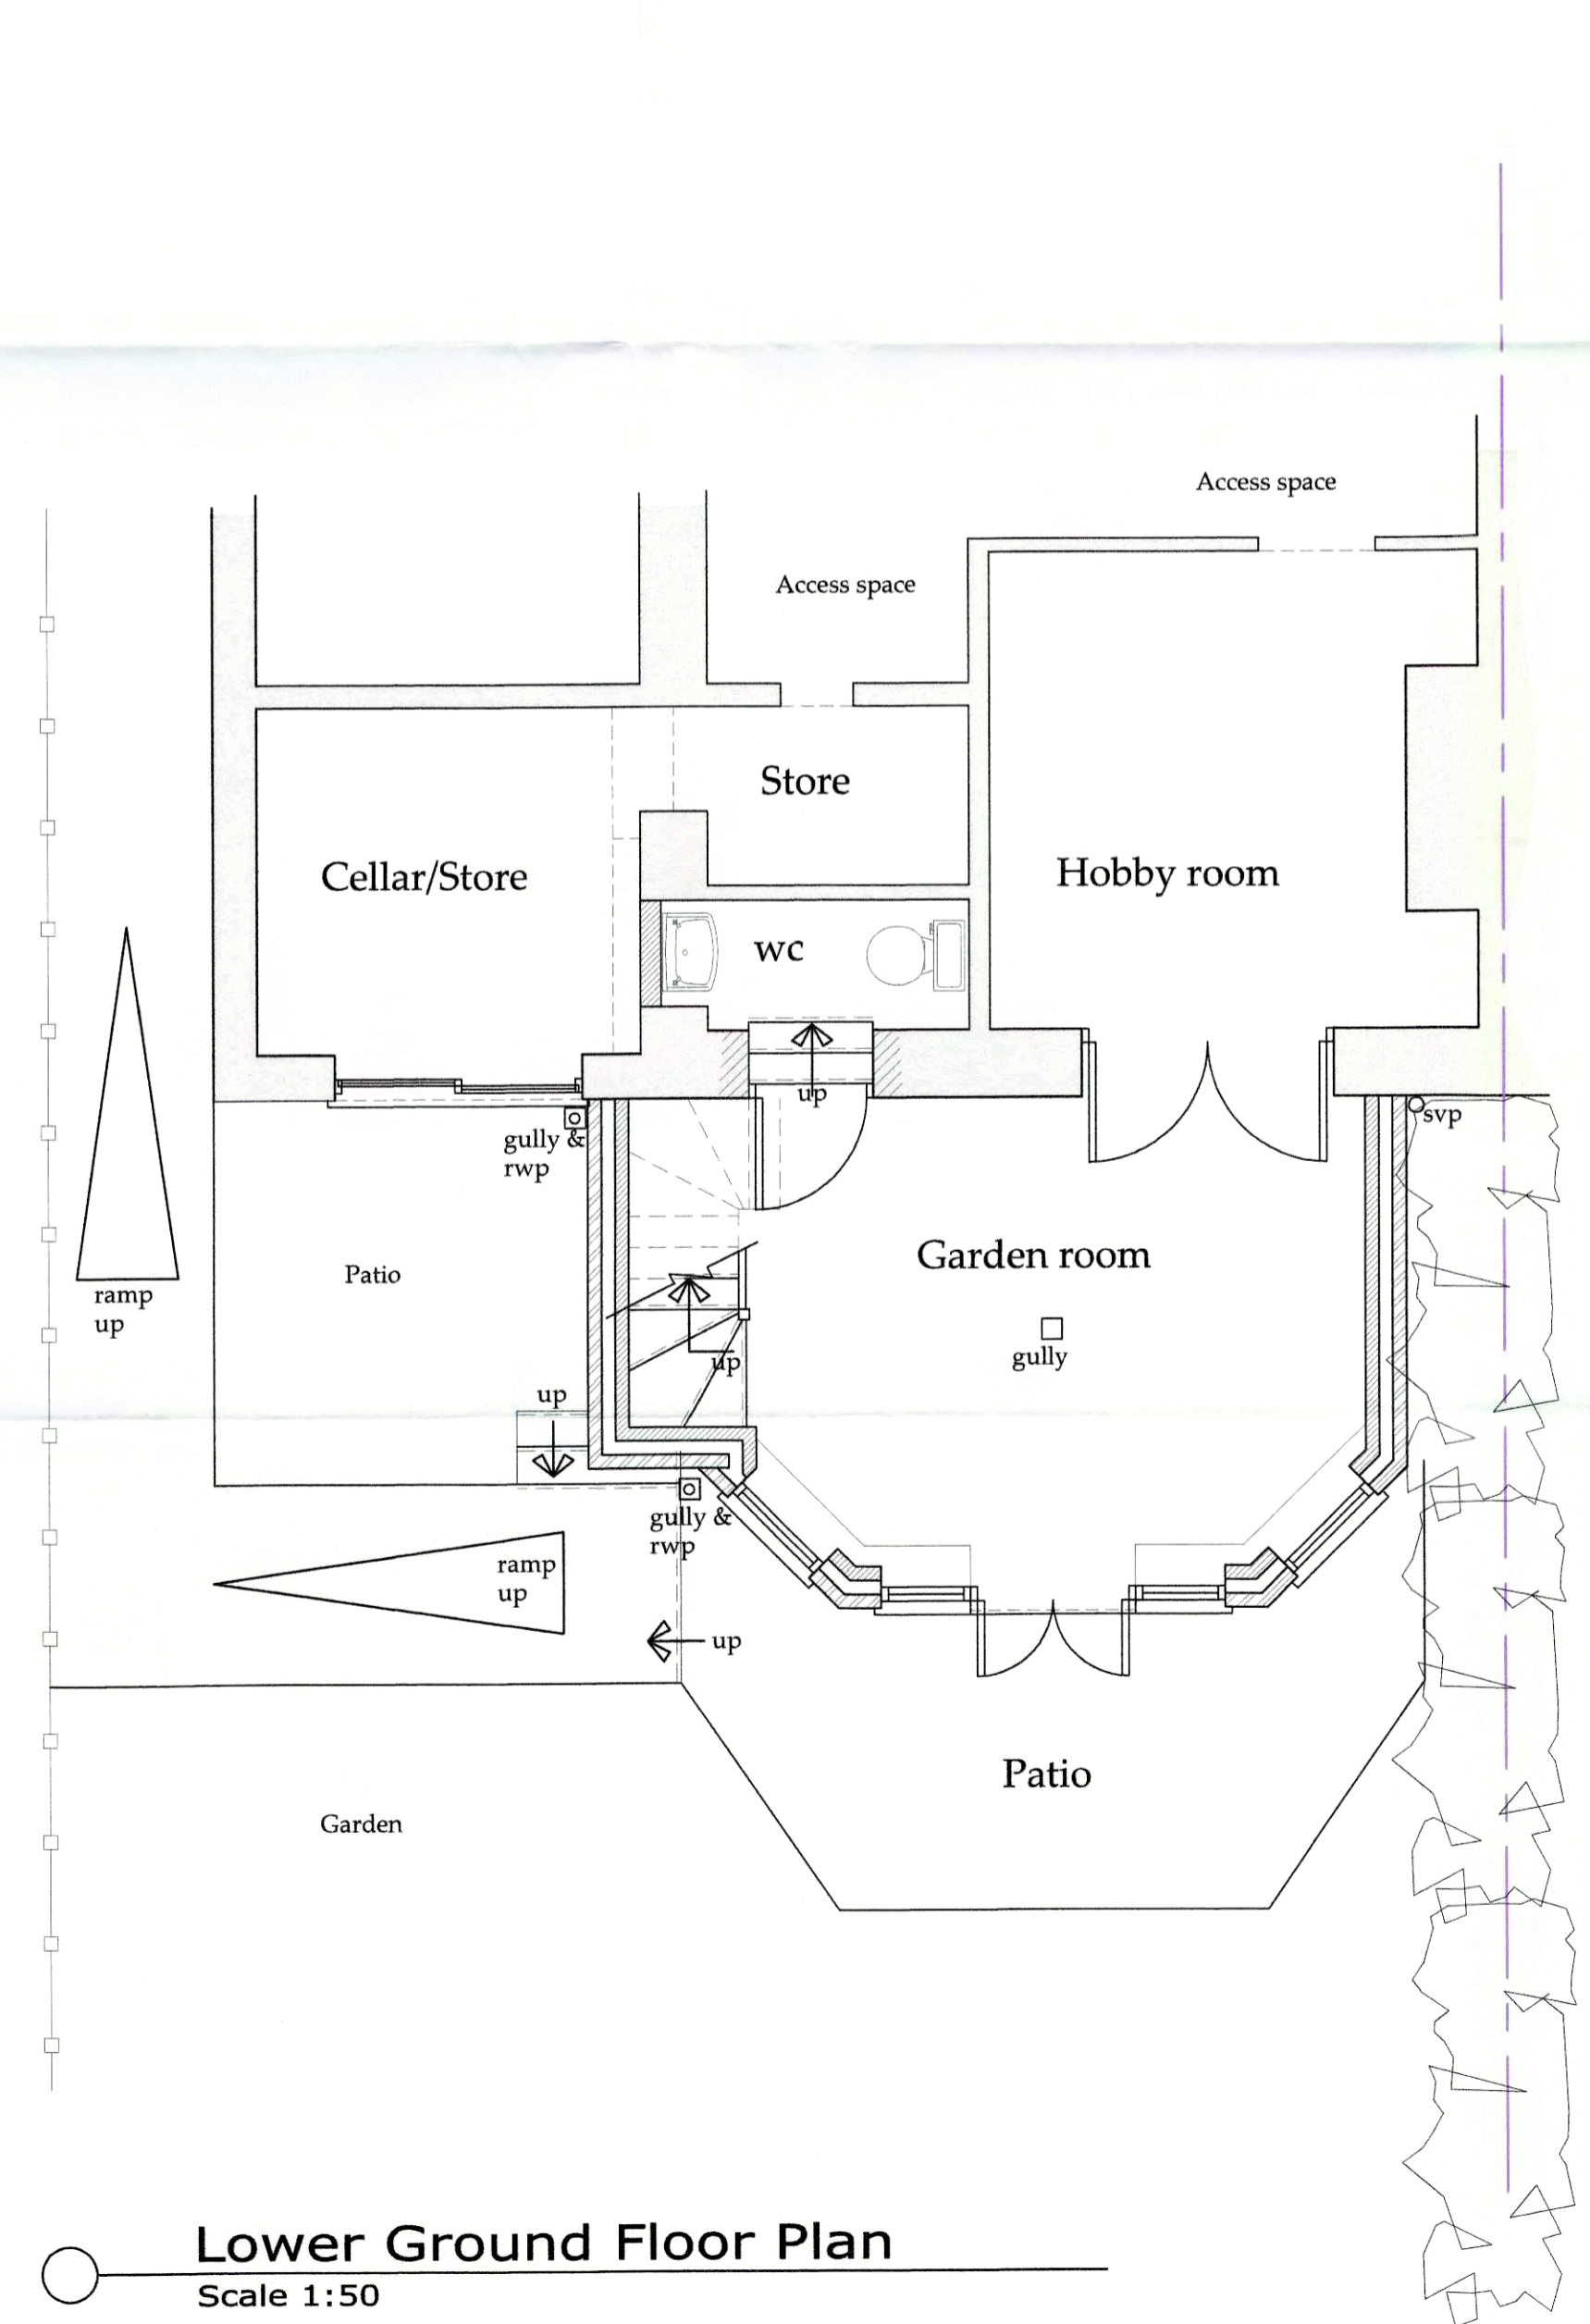 Access space
Access space
Store
Cellar/Store
Hobby room
wc
up
svp
gully &
rwp
Garden room
Patio
ramp
up
gully
up
up
gully &
rwp
ramp
up
up
Patio
Garden
Lower Ground Floor Plan
Scale 1:50